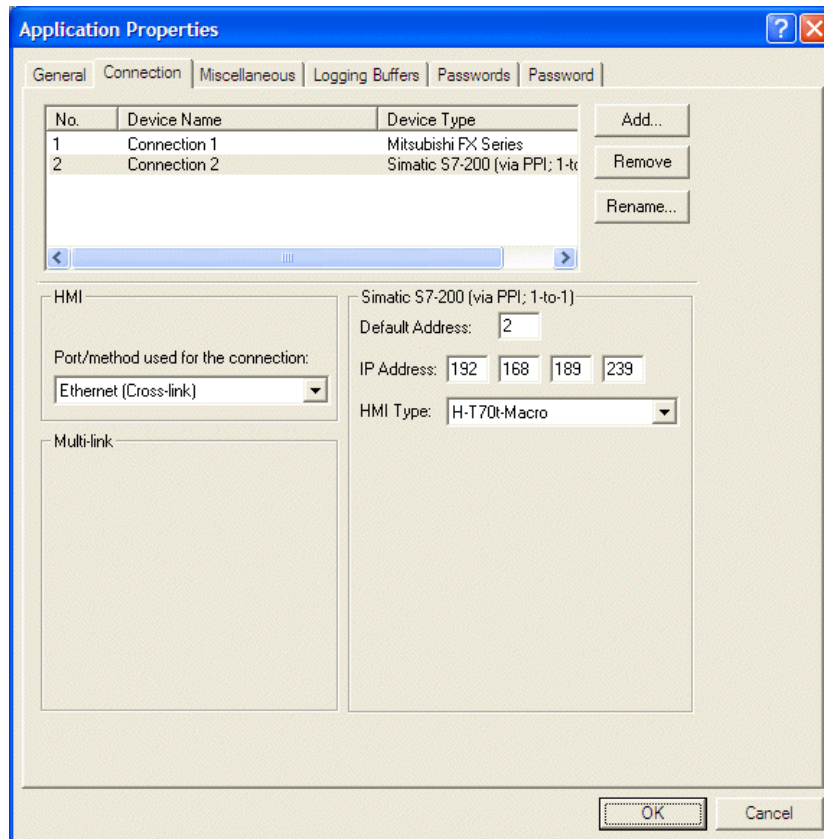 Application Properties
General Connection Miscellaneous Logging Buffers Passwords Password
No. Device Name Device Type
1 Connection 1 Mitsubishi FX Series
2 Connection 2 Simatic S7-200 (via PPI; 1-to
Add...
Remove
Rename...
HMI
Port/method used for the connection:
Ethernet (Cross-link)
Multi-link
Simatic S7-200 (via PPI; 1-to-1)
Default Address: 2
IP Address: 192 168 189 239
HMI Type: H-T70t-Macro
OK Cancel